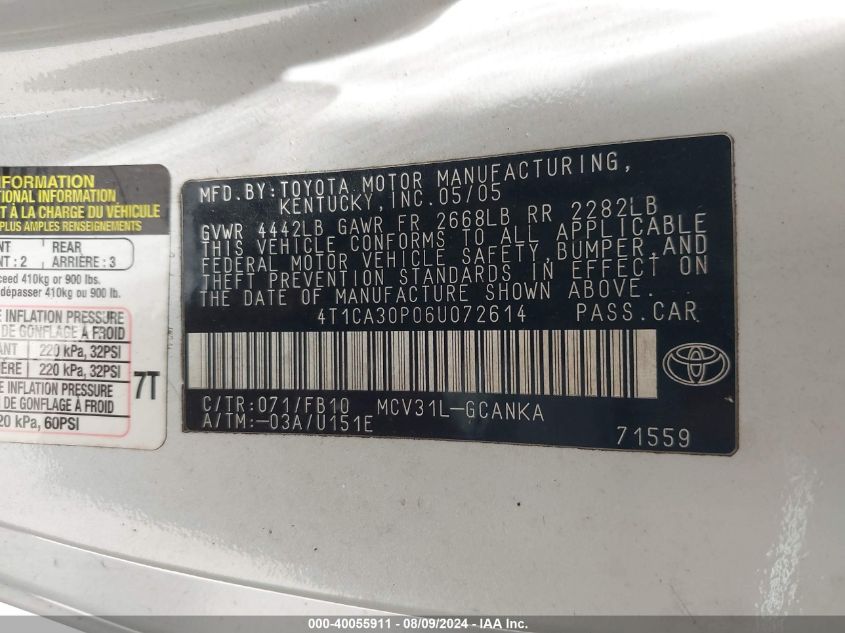 NFORMATION
TIONAL INFORMATION
T À LA CHARGE DU VÉHICULE
PLUS AMPLES RENSEIGNEMENTS
NT : 2
REAR
ARRIÈRE : 3
ceed 410kg or 900 lbs.
dépasser 410kg ou 900 lb.
E INFLATION PRESSURE
DE GONFLAGE À FROID
ANT 220 kPa, 32PSI
IÈRE 220 kPa, 32PSI
E INFLATION PRESSURE
DE GONFLAGE À FROID
20 kPa, 60PSI
7T
MFD.BY:TOYOTA MOTOR MANUFACTURING,
KENTUCKY, INC.05/05
GVWR 4442LB GAWR FR 2668LB RR 2282LB
THIS VEHICLE CONFORMS TO ALL APPLICABLE
FEDERAL MOTOR VEHICLE SAFETY,BUMPER,AND
THEFT PREVENTION STANDARDS IN EFFECT ON
THE DATE OF MANUFACTURE SHOWN ABOVE.
4T1CA30P06U072614 PASS.CAR
C/TR:071/FB10 MCV31L-GCANKA
A/TM:-03A/U151E
71559
000-40055911 - 08/09/2024 - IAA Inc.